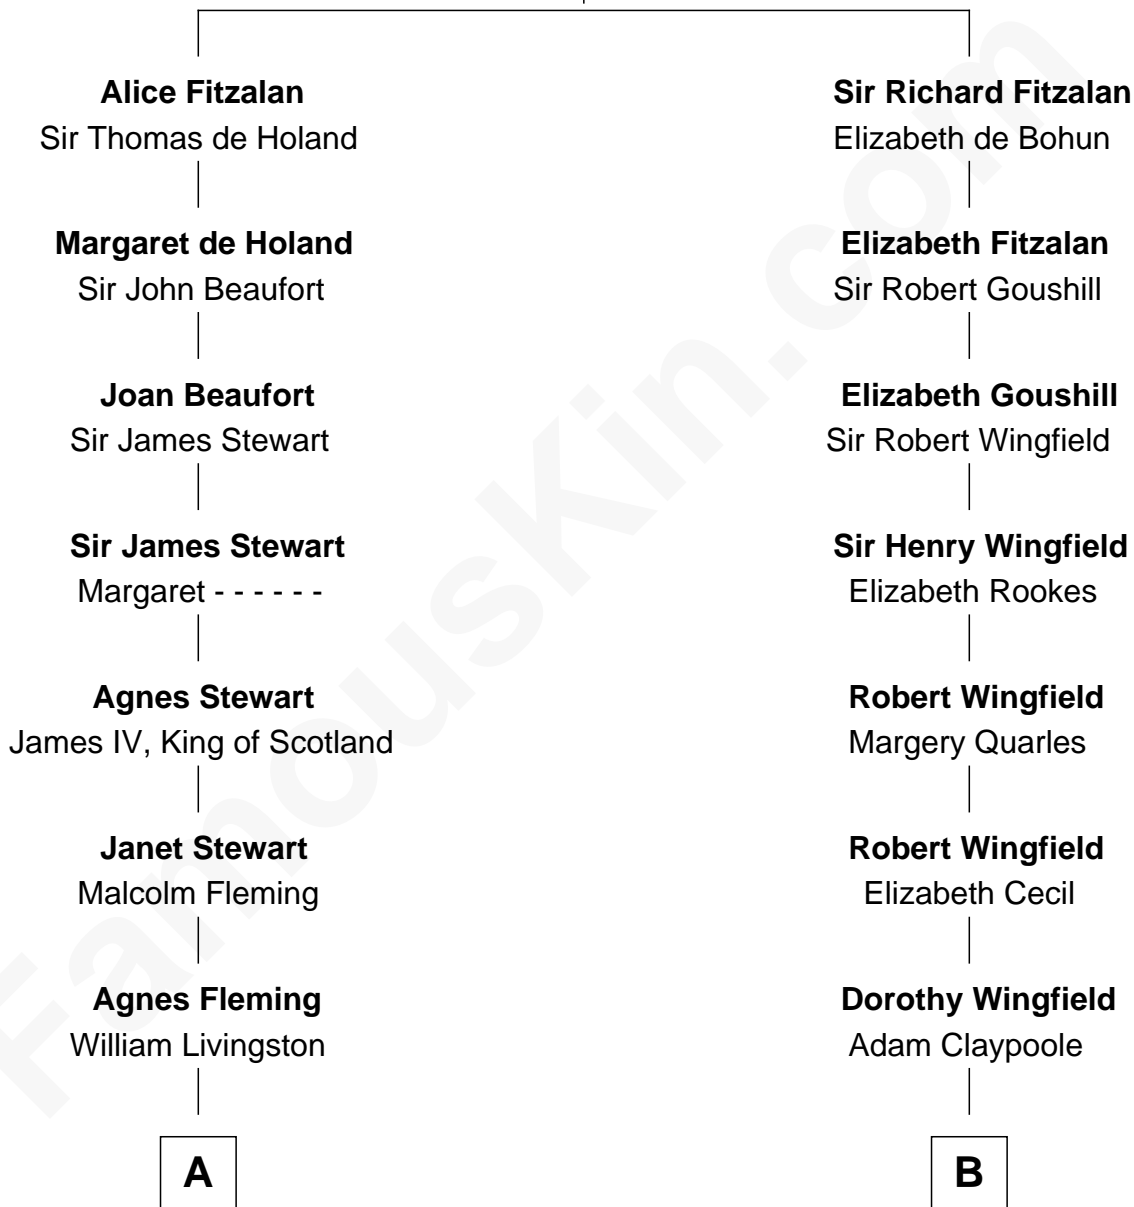 Alice Fitzalan
Sir Thomas de Holand
Margaret de Holand
Sir John Beaufort
Joan Beaufort
Sir James Stewart
Sir James Stewart
Margaret - - - - - -
Agnes Stewart
James IV, King of Scotland
Janet Stewart
Malcolm Fleming
Agnes Fleming
William Livingston
A
Sir Richard Fitzalan
Elizabeth de Bohun
Elizabeth Fitzalan
Sir Robert Goushill
Elizabeth Goushill
Sir Robert Wingfield
Sir Henry Wingfield
Elizabeth Rookes
Robert Wingfield
Margery Quarles
Robert Wingfield
Elizabeth Cecil
Dorothy Wingfield
Adam Claypoole
B
FamousKin.com